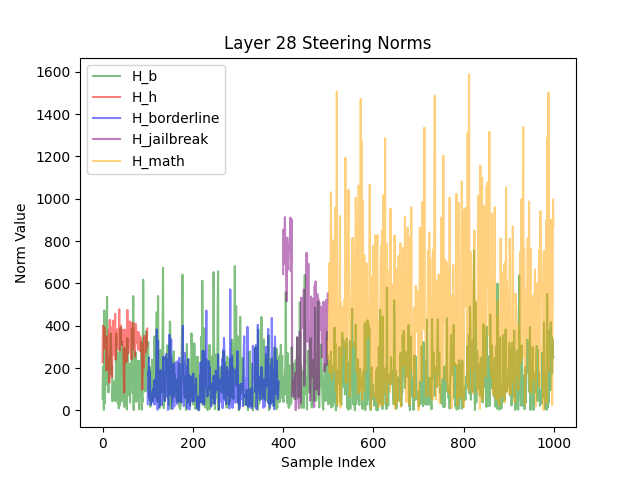 Layer 28 Steering Norms
Norm Value
1600
1400
1200
1000
800
600
400
200
0
H_b
H_h
H_borderline
H_jailbreak
H_math
0 200 400 600 800 1000
Sample Index